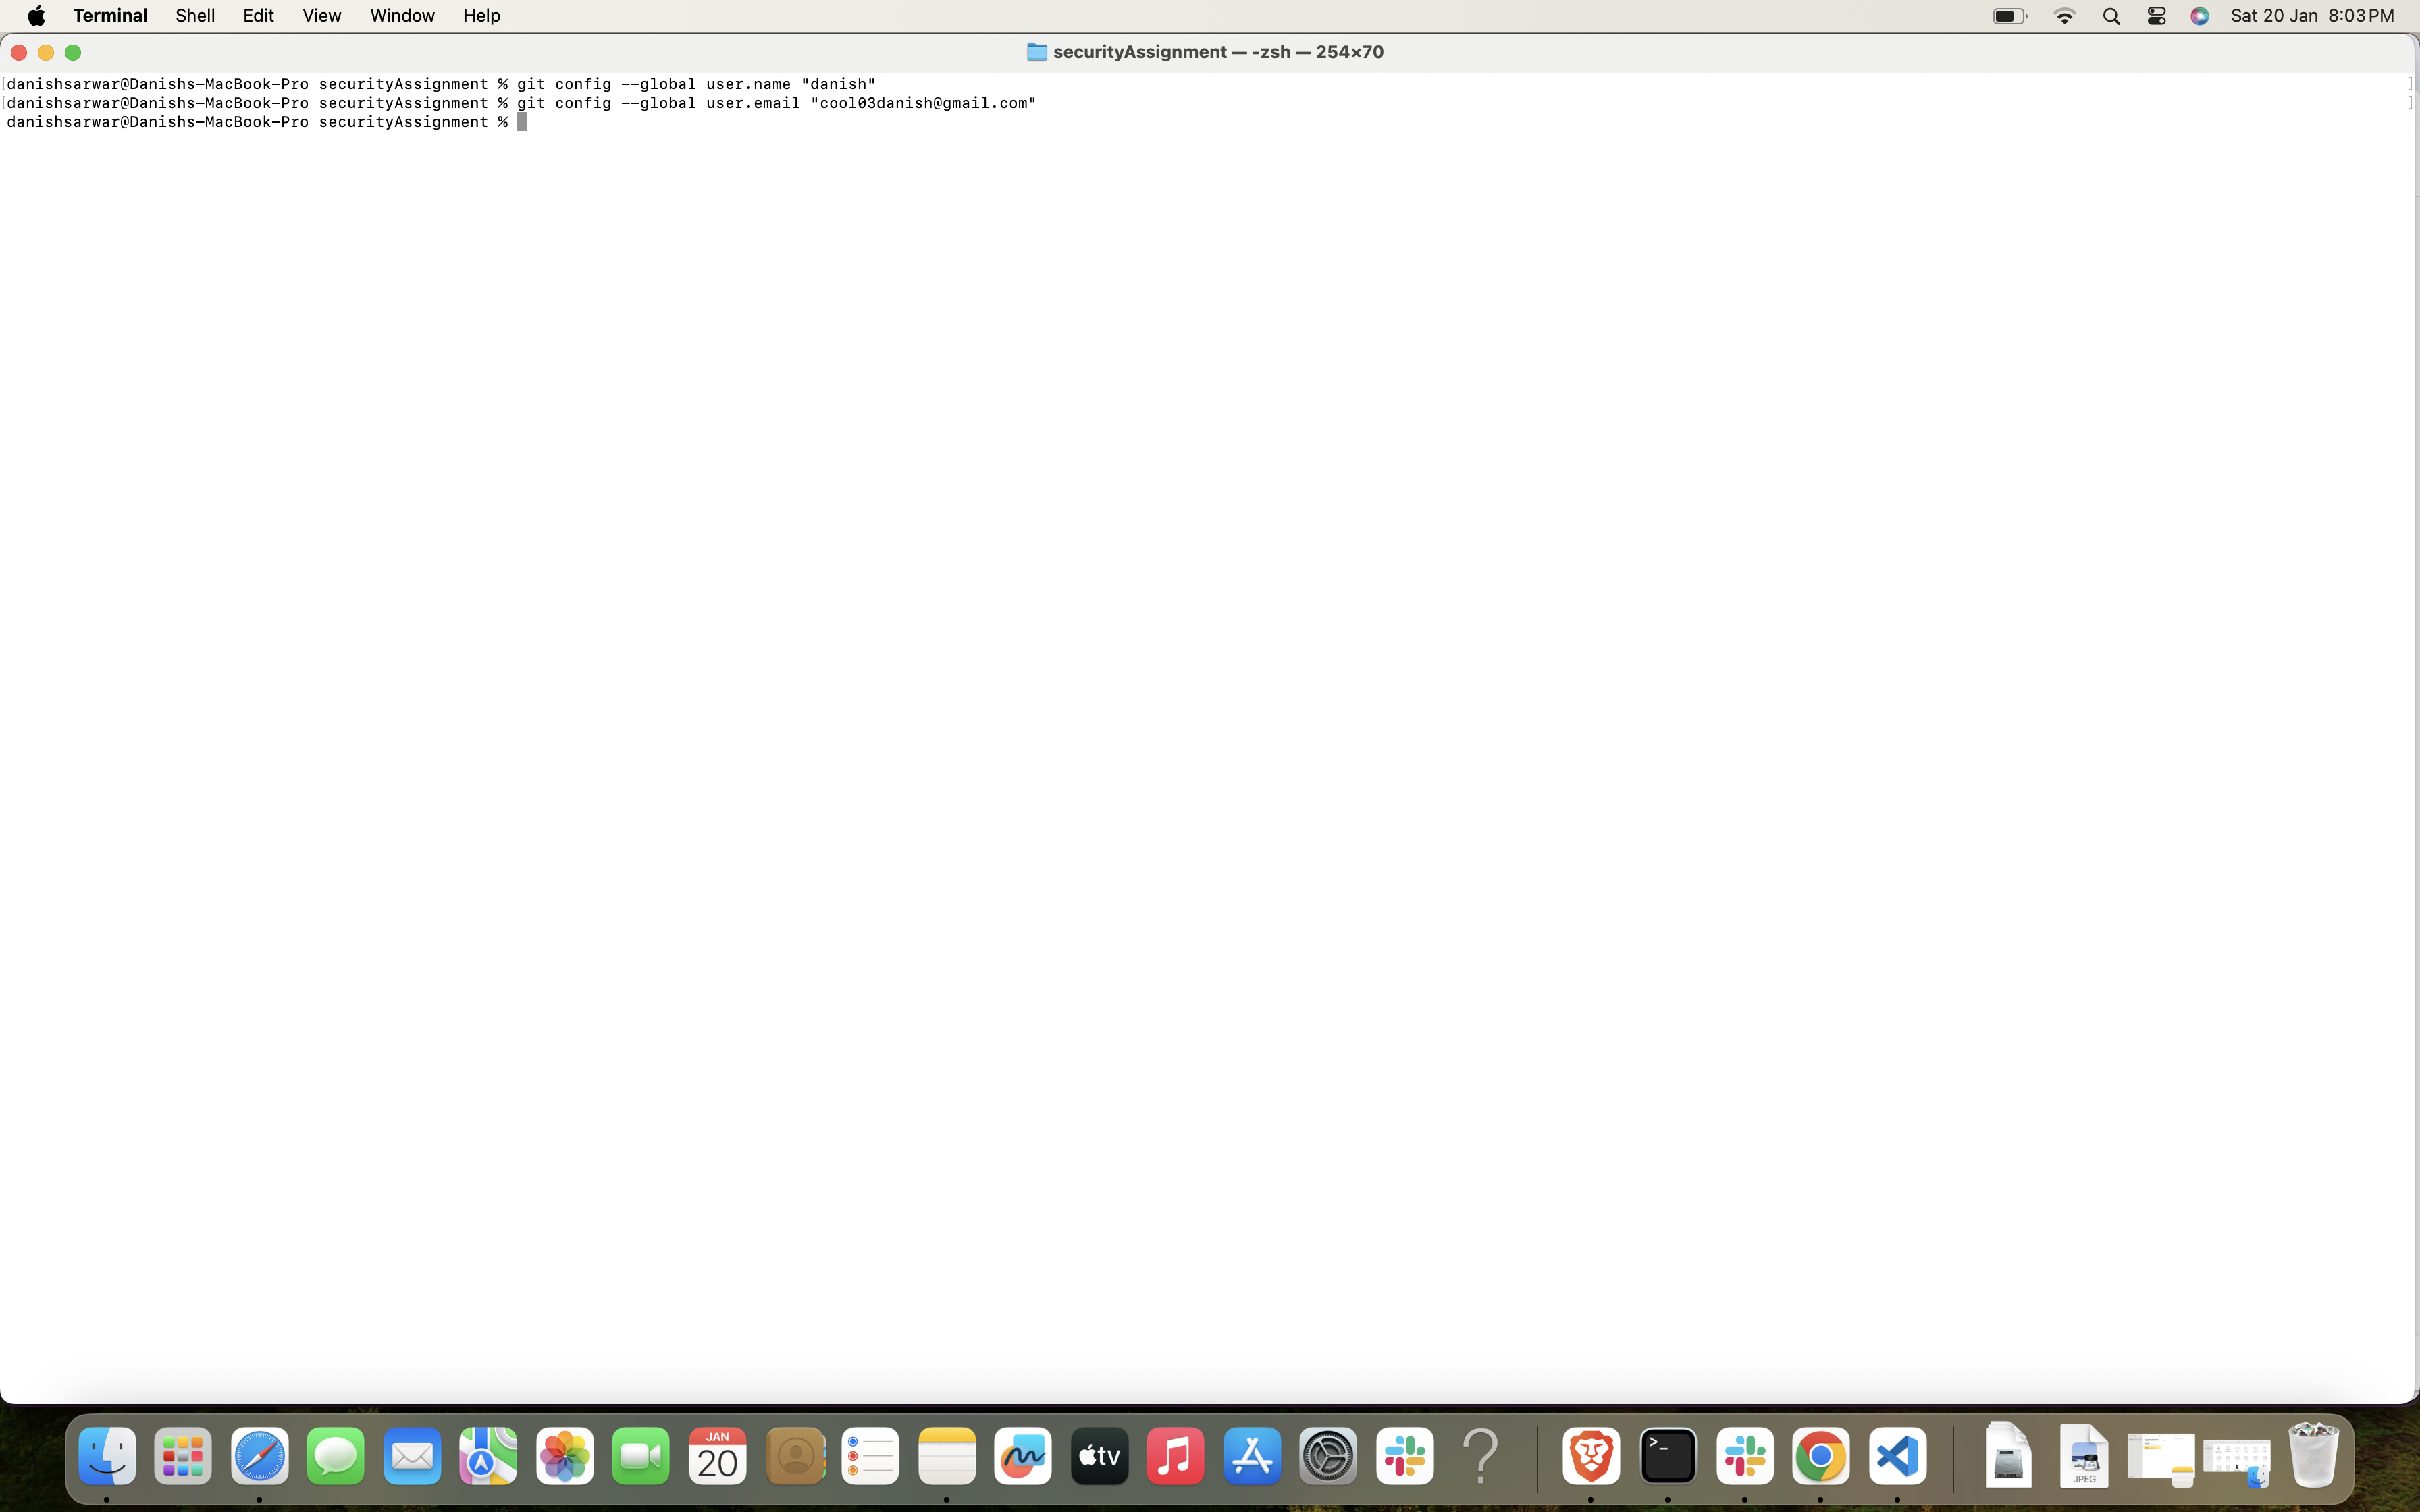 Terminal Shell Edit View Window Help Sat 20 Jan 8:03 PM
securityAssignment — -zsh — 254×70
[danishsarwar@Danishs-MacBook-Pro securityAssignment % git config --global user.name "danish" ]
[danishsarwar@Danishs-MacBook-Pro securityAssignment % git config --global user.email "cool03danish@gmail.com" ]
danishsarwar@Danishs-MacBook-Pro securityAssignment %
JAN
20
tv
>_
JPEG